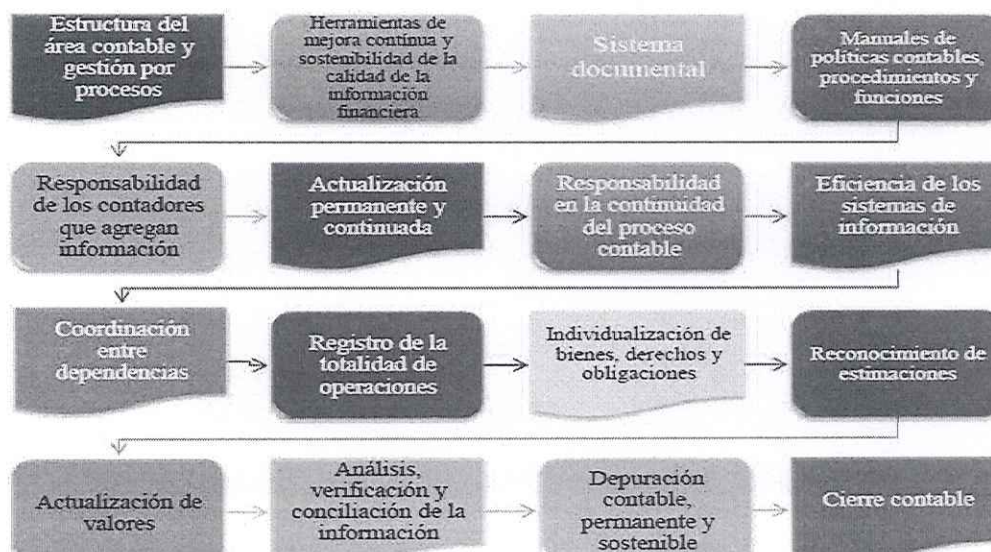 Estructura del
área contable y
gestión por
procesos
Herramientas de
mejora contínua y
sostenibilidad de la
calidad de la
información
financiera
Sistema
documental
Manuales de
políticas contables,
procedimientos y
funciones
Responsabilidad
de los contadores
que agregan
información
Actualización
permanente y
continuada
Responsabilidad
en la continuidad
del proceso
contable
Eficiencia de los
sistemas de
información
Coordinación
entre
dependencias
Registro de la
totalidad de
operaciones
Individualización de
bienes, derechos y
obligaciones
Reconocimiento de
estimaciones
Actualización de
valores
Análisis,
verificación y
conciliación de la
información
Depuración
contable,
permanente y
sostenible
Cierre contable